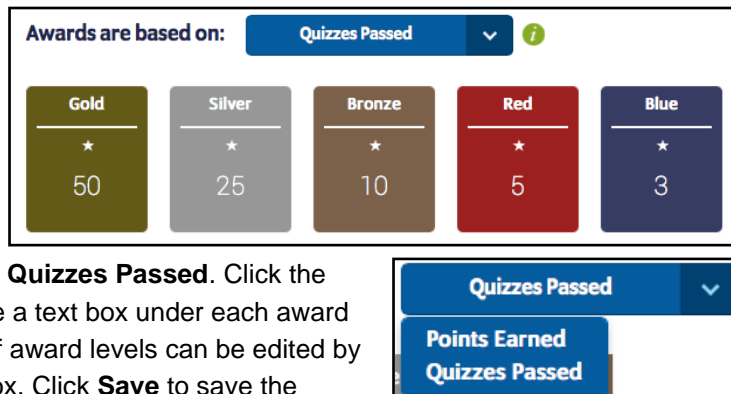 Awards are based on: Quizzes Passed i
Gold Silver Bronze Red Blue
★ ★ ★ ★ ★
50 25 10 5 3
Quizzes Passed. Click the
e a text box under each award
f award levels can be edited by
ox. Click Save to save the
Quizzes Passed
Points Earned
Quizzes Passed